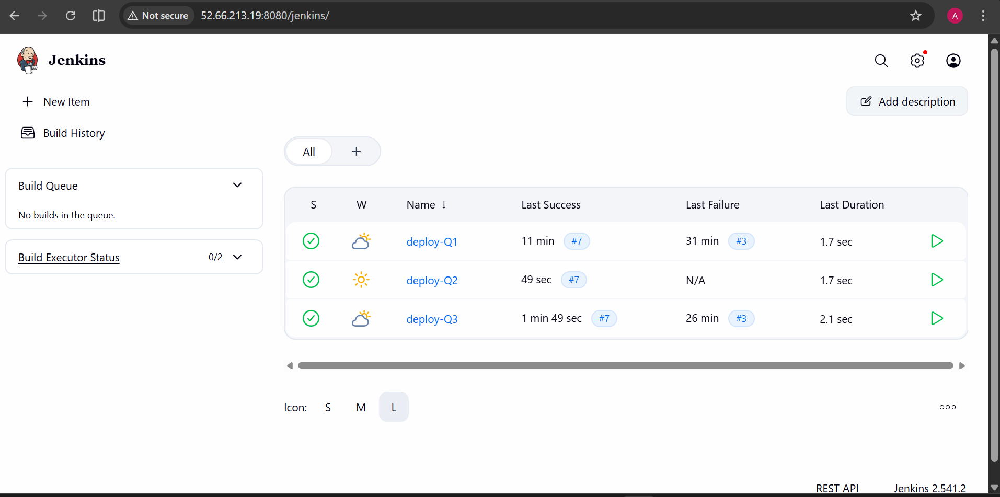 Not secure 52.66.213.19:8080/jenkins/
A
Jenkins
New Item
Add description
Build History
All
Build Queue
No builds in the queue.
Build Executor Status 0/2
S W Name ↓ Last Success Last Failure Last Duration
deploy-Q1 11 min #7 31 min #3 1.7 sec
deploy-Q2 49 sec #7 N/A 1.7 sec
deploy-Q3 1 min 49 sec #7 26 min #3 2.1 sec
Icon: S M L
REST API Jenkins 2.541.2